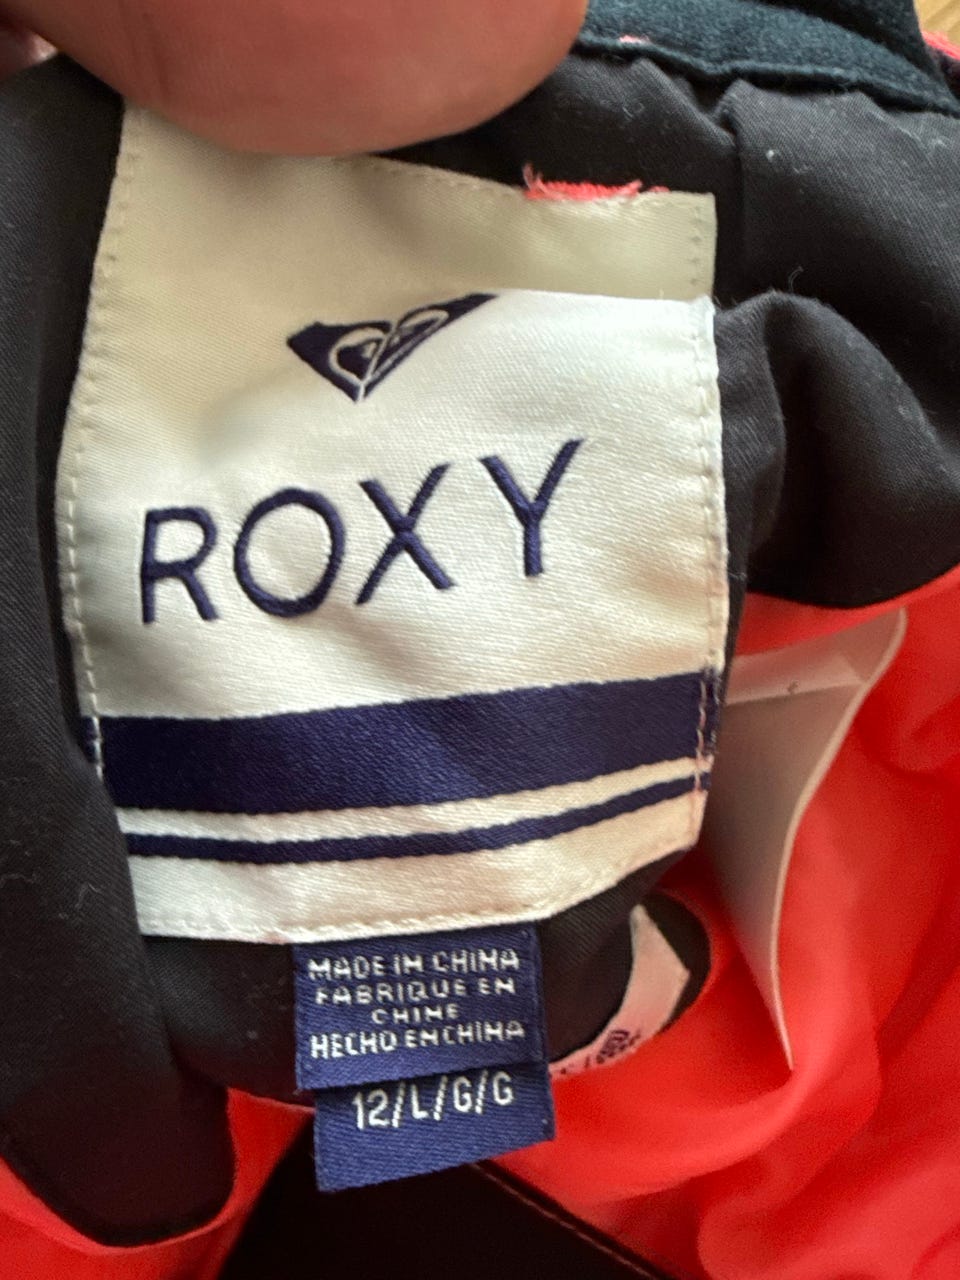 ROXY
MADE IN CHINA
FABRIQUE EN
CHINE
HECHO EN CHINA
12/L/G/G